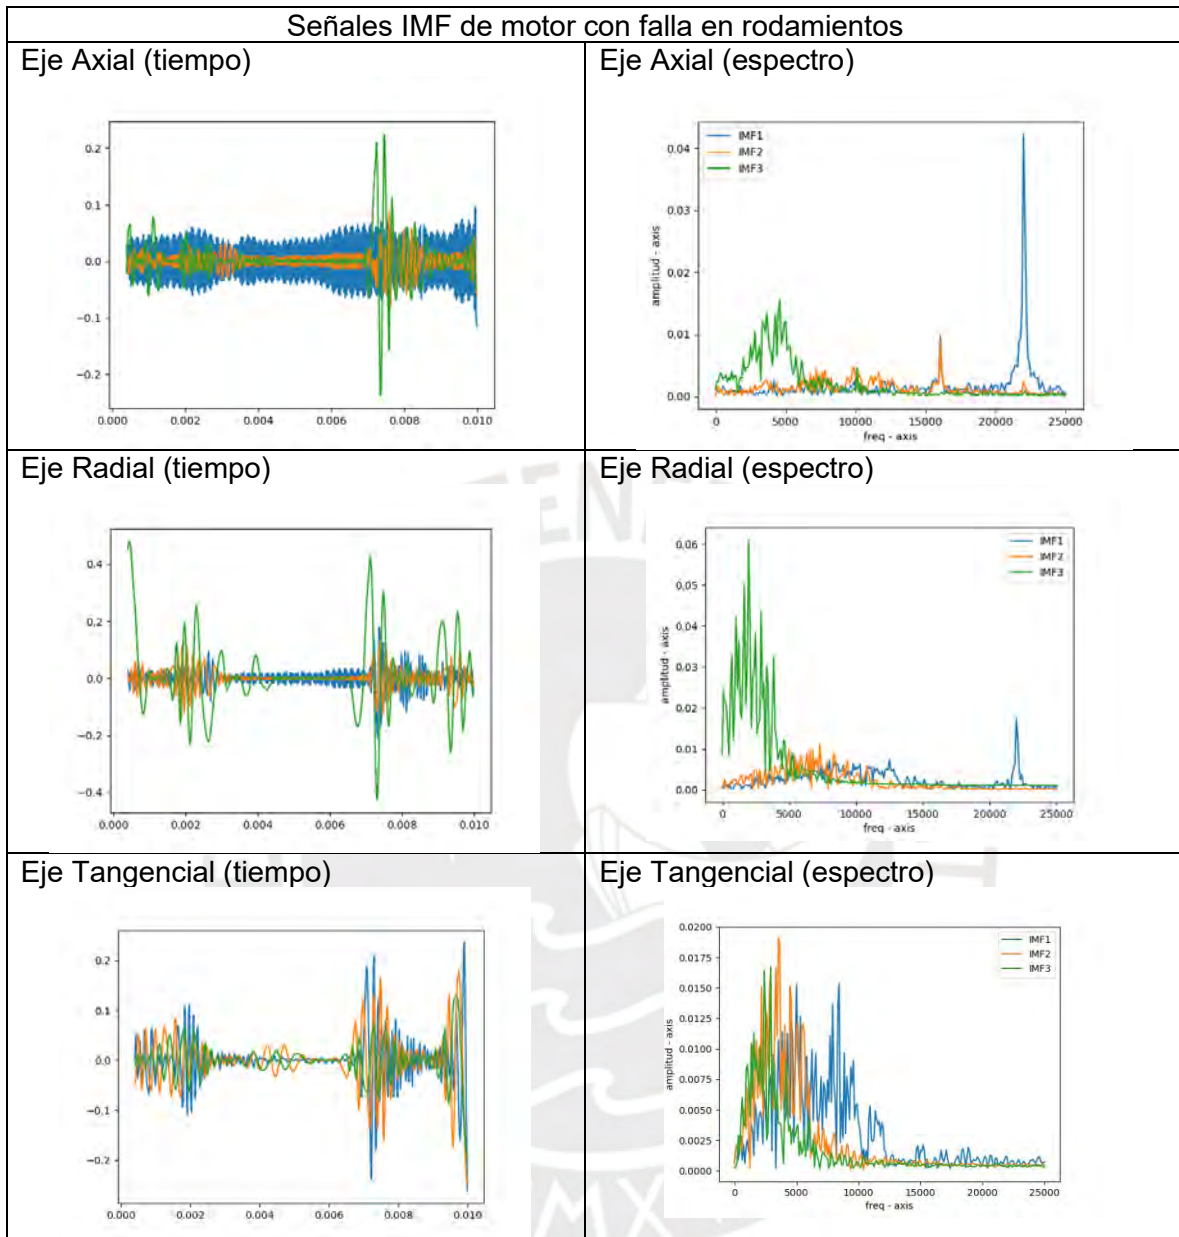 Señales IMF de motor con falla en rodamientos
Eje Axial (tiempo)
0.2
0.1
0.0
−0.1
−0.2
0.000 0.002 0.004 0.006 0.008 0.010
Eje Axial (espectro)
IMF1
IMF2
IMF3
amplitud - axis
0.04
0.03
0.02
0.01
0.00
0 5000 10000 15000 20000 25000
freq - axis
Eje Radial (tiempo)
0.4
0.2
0.0
−0.2
−0.4
0.000 0.002 0.004 0.006 0.008 0.010
Eje Radial (espectro)
IMF1
IMF2
IMF3
amplitud - axis
0.06
0.05
0.04
0.03
0.02
0.01
0.00
0 5000 10000 15000 20000 25000
freq - axis
Eje Tangencial (tiempo)
0.2
0.1
0.0
−0.1
−0.2
0.000 0.002 0.004 0.006 0.008 0.010
Eje Tangencial (espectro)
IMF1
IMF2
IMF3
amplitud - axis
0.0200
0.0175
0.0150
0.0125
0.0100
0.0075
0.0050
0.0025
0.0000
0 5000 10000 15000 20000 25000
freq - axis